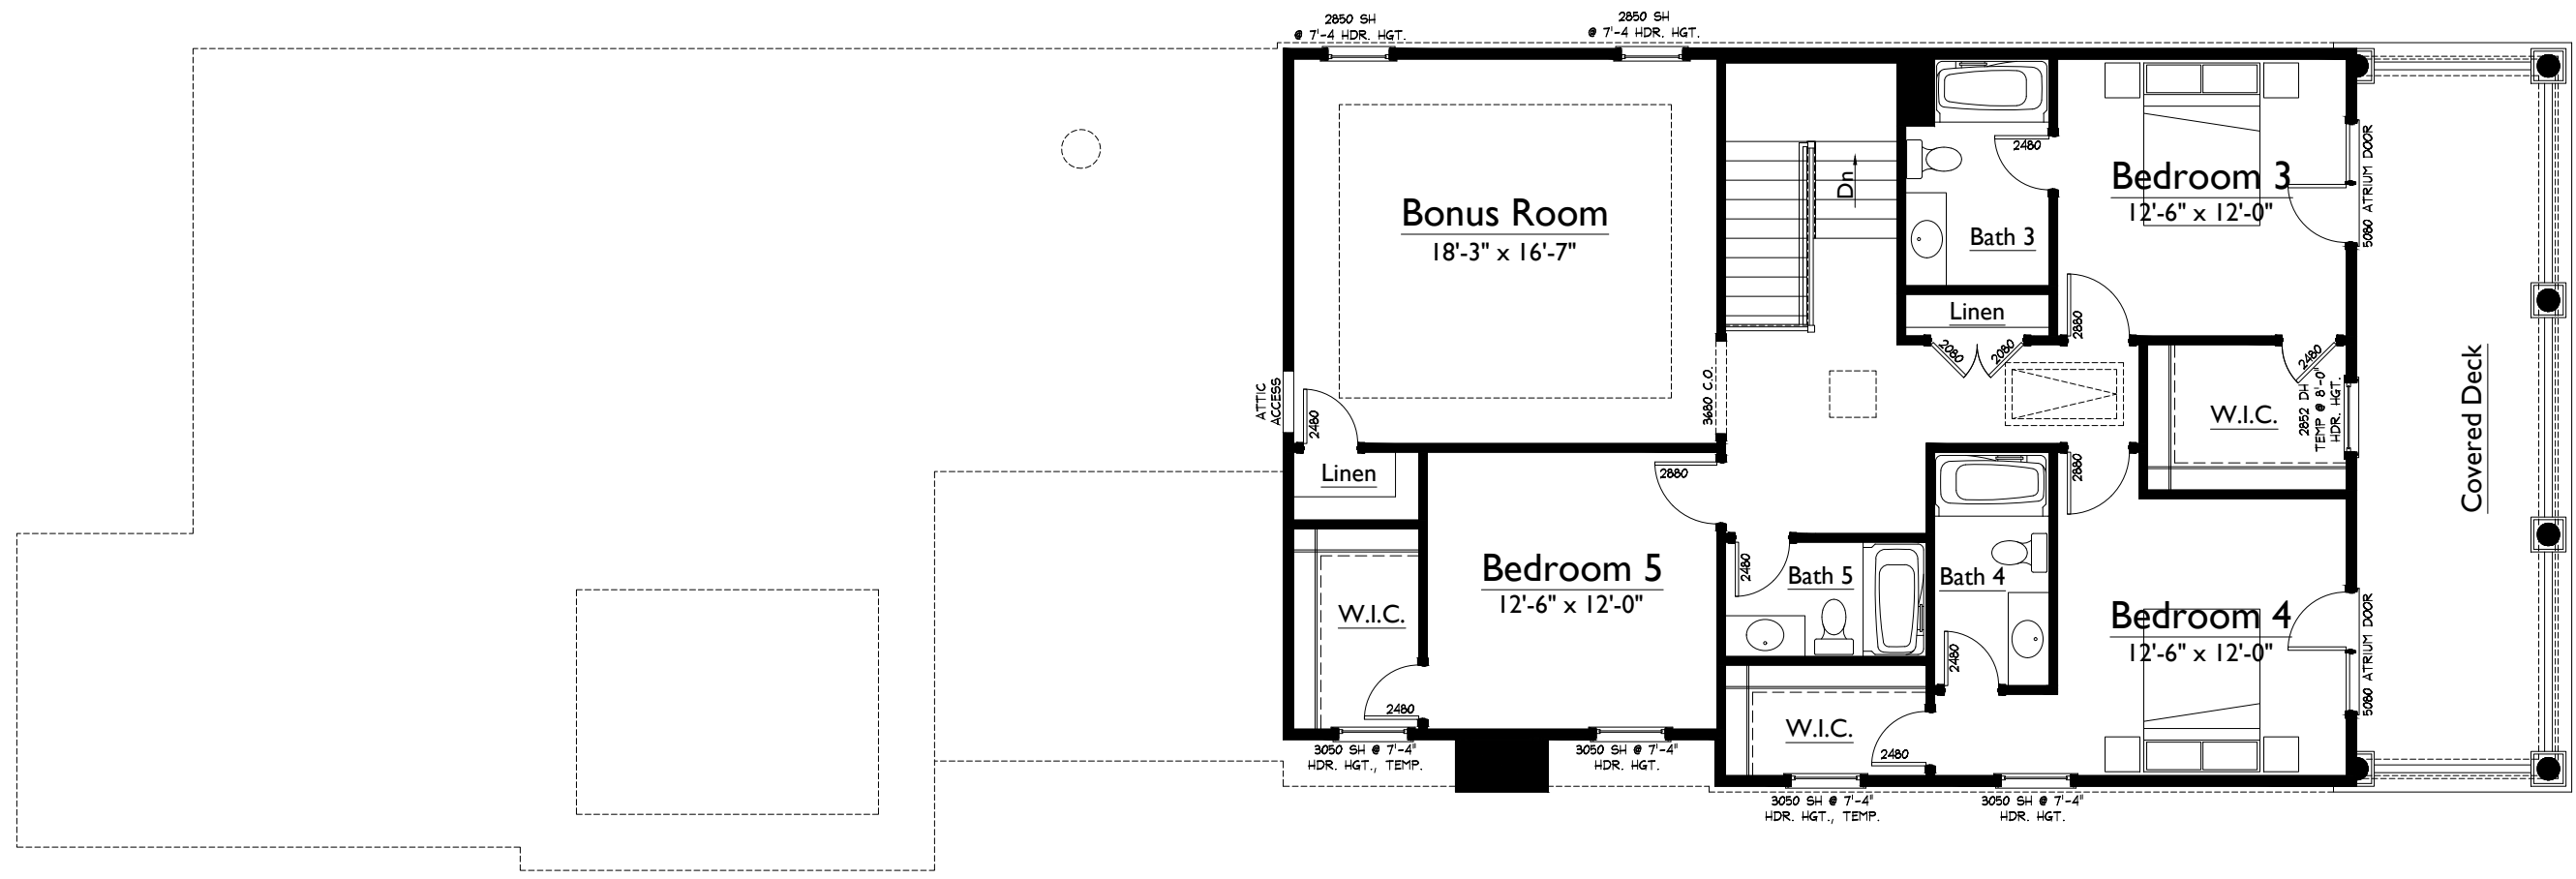 2850 SH
@ 7'-4 HDR. HGT.
2850 SH
@ 7'-4 HDR. HGT.
Bonus Room
18'-3" x 16'-7"
Dn
2480
Bath 3
Bedroom 3
12'-6" x 12'-0"
5080 ATRIUM DOOR
Linen
2080
2080
2880
2480
W.I.C.
2852 DH
TEMP @ 8'-0"
HDR. HGT.
Covered Deck
ATTIC
ACCESS
2480
3680 C.O.
Linen
2880
2880
Bedroom 5
12'-6" x 12'-0"
W.I.C.
2480
2480
Bath 5
Bath 4
2480
Bedroom 4
12'-6" x 12'-0"
5080 ATRIUM DOOR
W.I.C.
2480
3050 SH @ 7'-4"
HDR. HGT., TEMP.
3050 SH @ 7'-4"
HDR. HGT.
3050 SH @ 7'-4"
HDR. HGT., TEMP.
3050 SH @ 7'-4"
HDR. HGT.